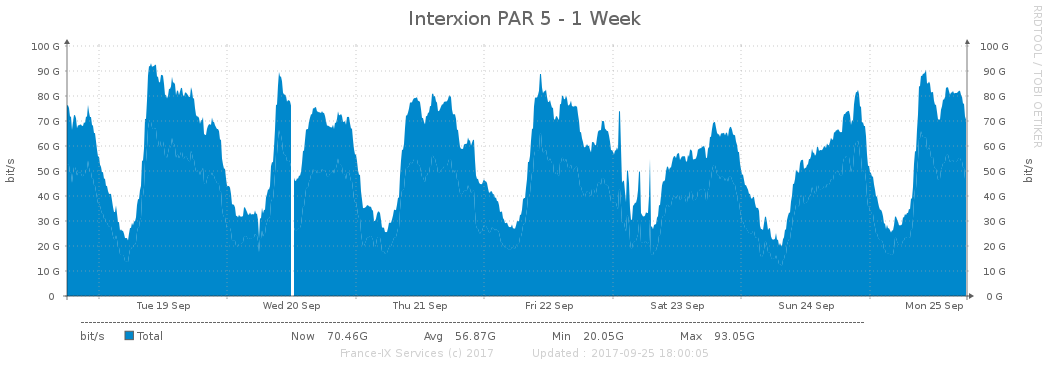 Interxion PAR 5 - 1 Week
RRDTOOL / TOBI OETIKER
bit/s
bit/s
100 G 100 G
90 G 90 G
80 G 80 G
70 G 70 G
60 G 60 G
50 G 50 G
40 G 40 G
30 G 30 G
20 G 20 G
10 G 10 G
0 0 G
Tue 19 Sep Wed 20 Sep Thu 21 Sep Fri 22 Sep Sat 23 Sep Sun 24 Sep Mon 25 Sep
bit/s Total Now 70.46G Avg 56.87G Min 20.05G Max 93.05G
France-IX Services (c) 2017 Updated : 2017-09-25 18:00:05